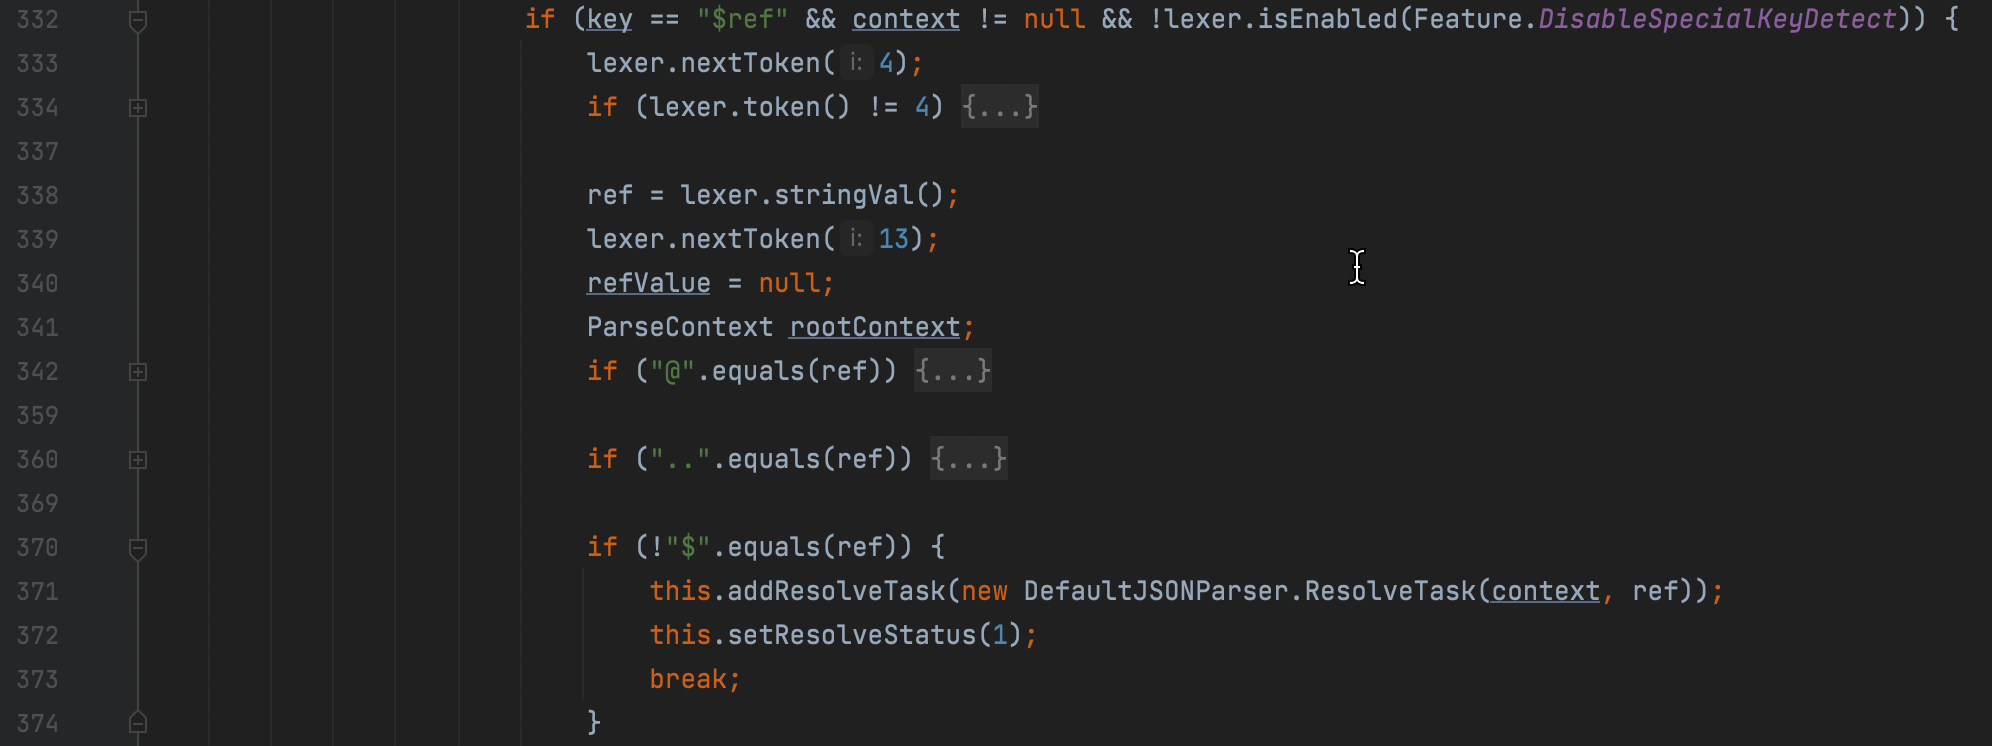 332 if (key == "$ref" && context != null && !lexer.isEnabled(Feature.DisableSpecialKeyDetect)) {
333 lexer.nextToken( i: 4);
334 if (lexer.token() != 4) {...}
337
338 ref = lexer.stringVal();
339 lexer.nextToken( i: 13);
340 refValue = null;
341 ParseContext rootContext;
342 if ("@".equals(ref)) {...}
359
360 if ("..".equals(ref)) {...}
369
370 if (!"$".equals(ref)) {
371 this.addResolveTask(new DefaultJSONParser.ResolveTask(context, ref));
372 this.setResolveStatus(1);
373 break;
374 }